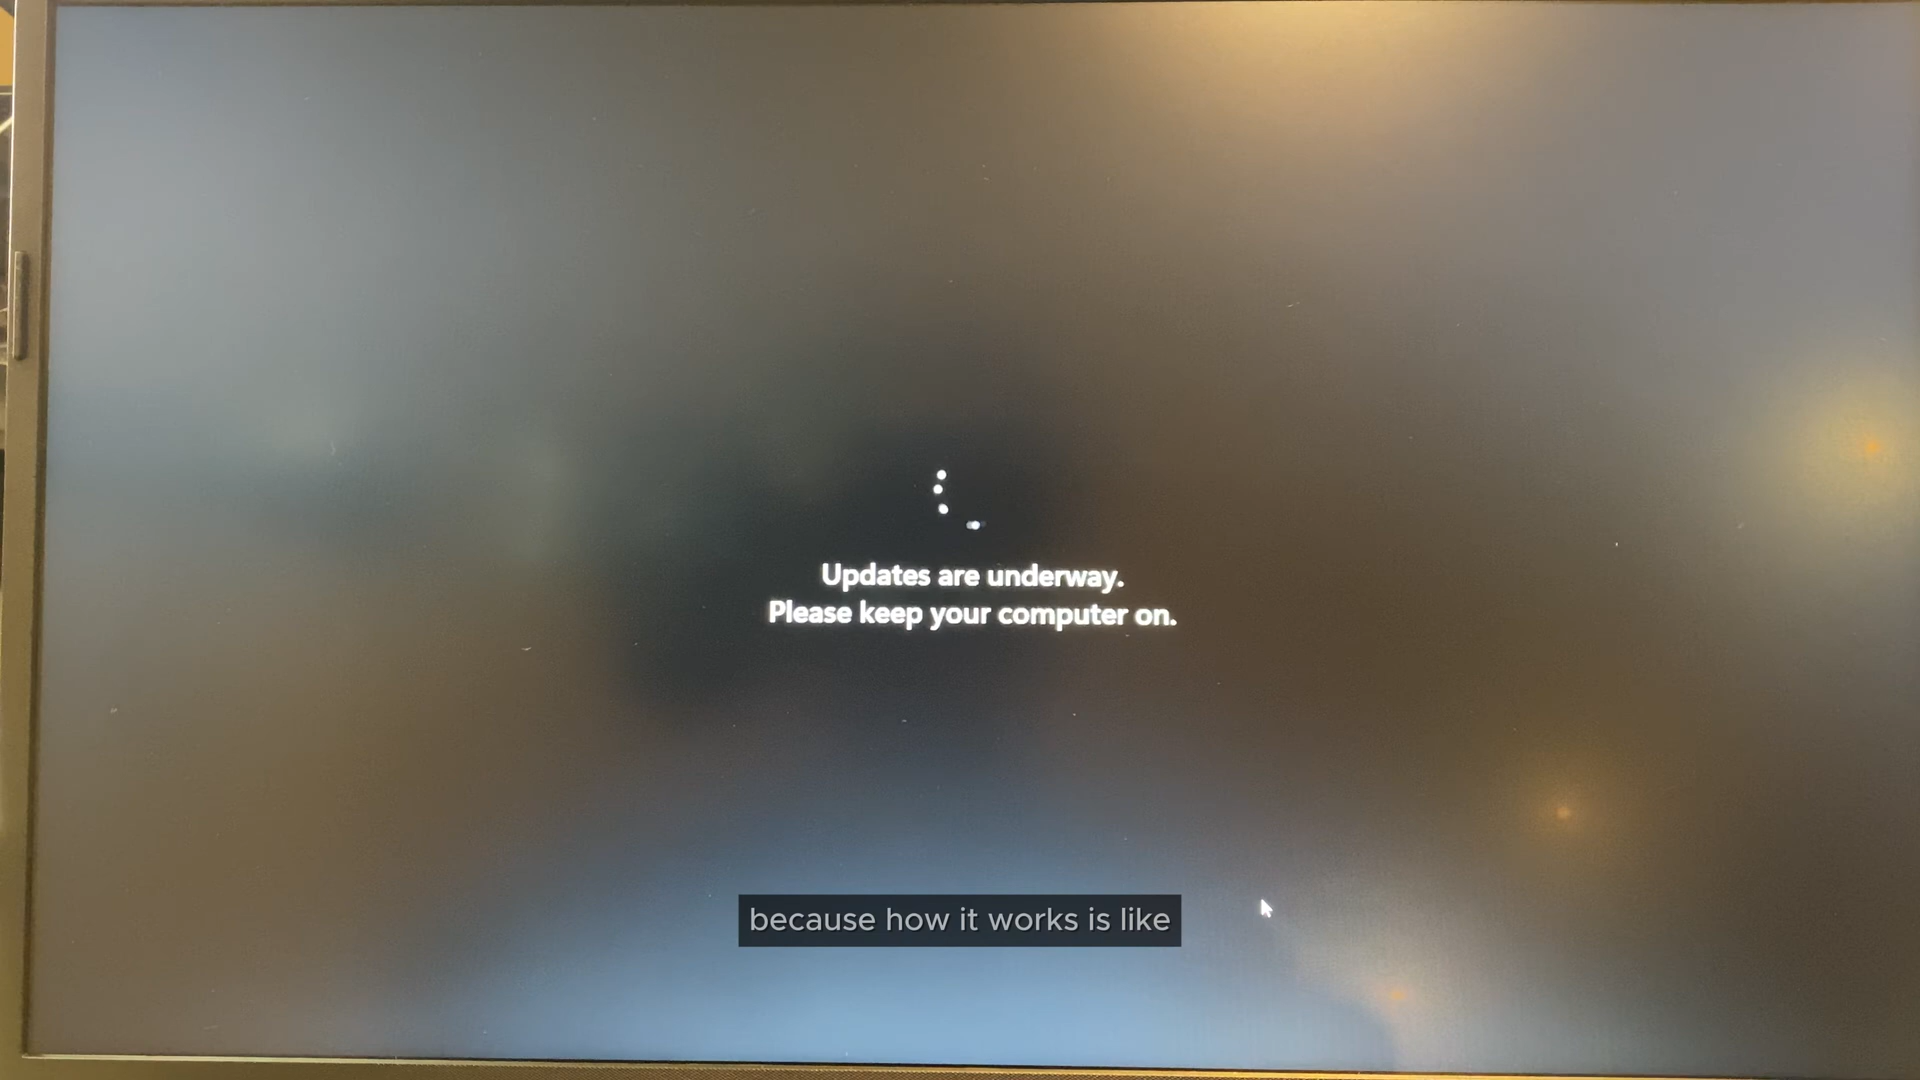 Updates are underway.
Please keep your computer on.
because how it works is like